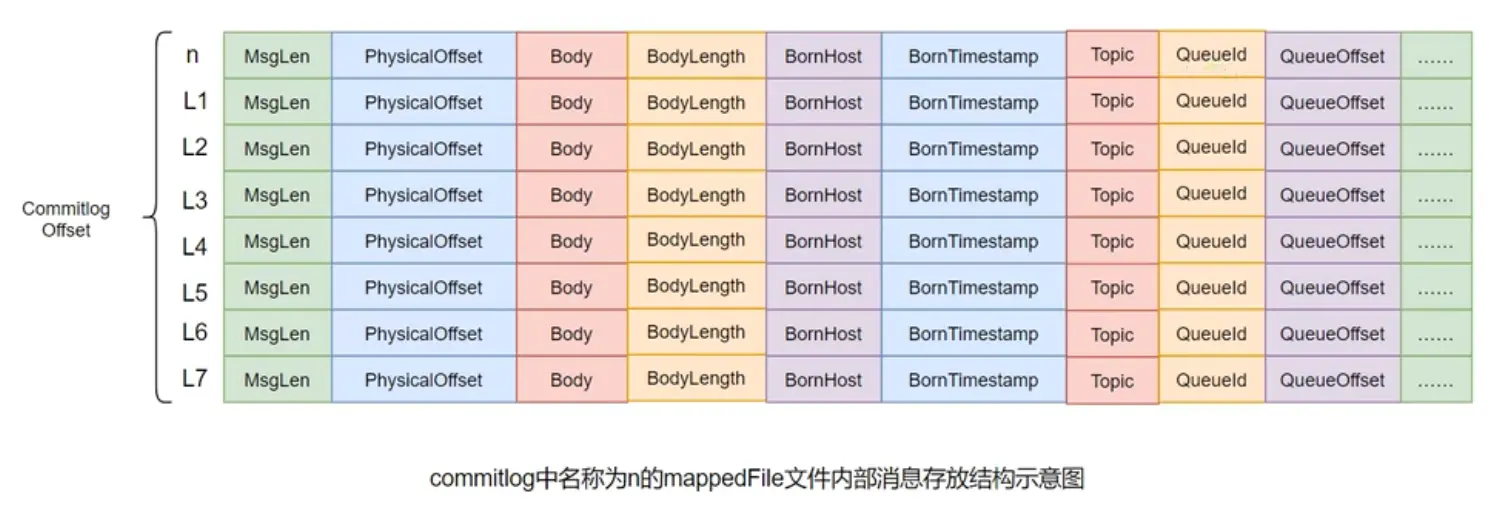 n MsgLen PhysicalOffset Body BodyLength BornHost BornTimestamp Topic QueueId QueueOffset ......
L1 MsgLen PhysicalOffset Body BodyLength BornHost BornTimestamp Topic QueueId QueueOffset ......
L2 MsgLen PhysicalOffset Body BodyLength BornHost BornTimestamp Topic QueueId QueueOffset ......
L3 MsgLen PhysicalOffset Body BodyLength BornHost BornTimestamp Topic QueueId QueueOffset ......
Commitlog
Offset
L4 MsgLen PhysicalOffset Body BodyLength BornHost BornTimestamp Topic QueueId QueueOffset ......
L5 MsgLen PhysicalOffset Body BodyLength BornHost BornTimestamp Topic QueueId QueueOffset ......
L6 MsgLen PhysicalOffset Body BodyLength BornHost BornTimestamp Topic QueueId QueueOffset ......
L7 MsgLen PhysicalOffset Body BodyLength BornHost BornTimestamp Topic QueueId QueueOffset ......
commitlog中名称为n的mappedFile文件内部消息存放结构示意图